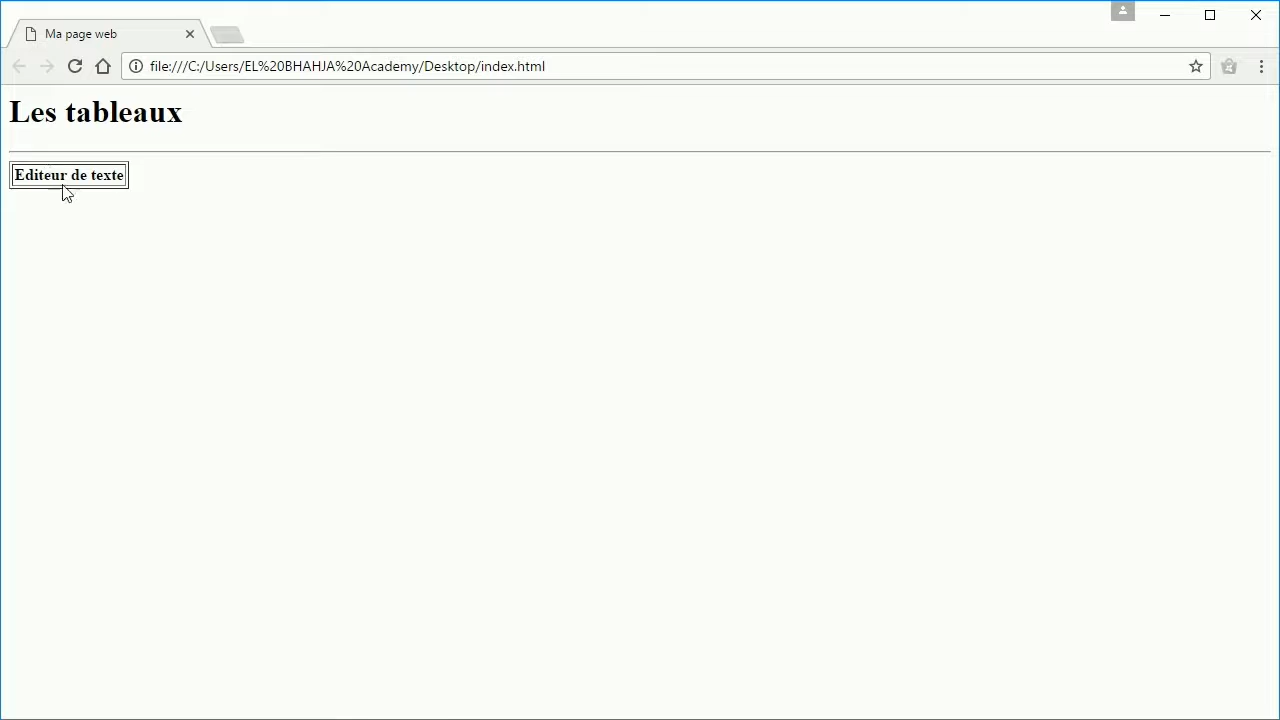 Ma page web
file:///C:/Users/EL%20BHAHJA%20Academy/Desktop/index.html
Les tableaux
Editeur de texte